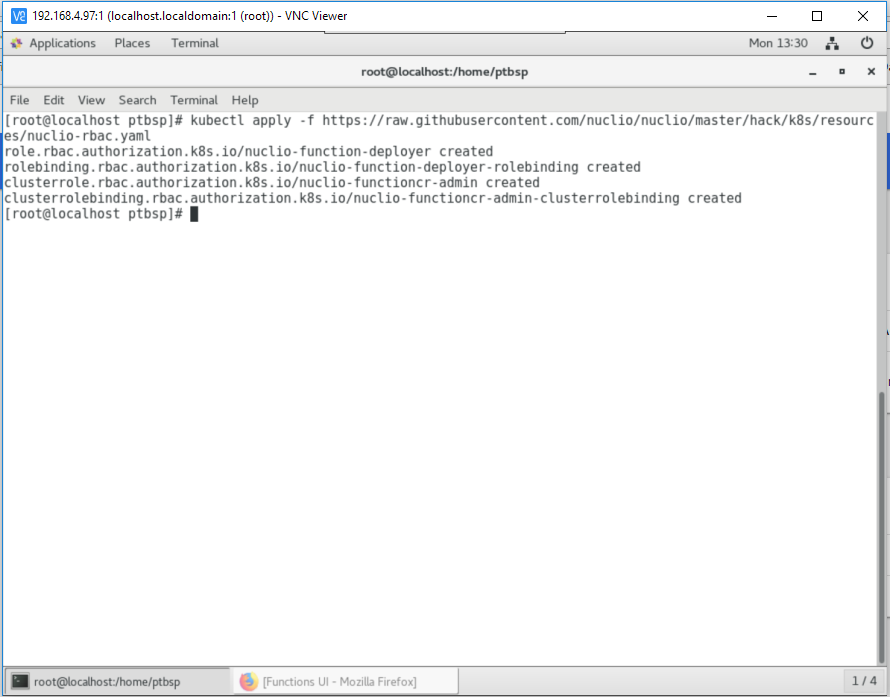 192.168.4.97:1 (localhost.localdomain:1 (root)) - VNC Viewer
Applications Places Terminal Mon 13:30
root@localhost:/home/ptbsp
File Edit View Search Terminal Help
[root@localhost ptbsp]# kubectl apply -f https://raw.githubusercontent.com/nuclio/nuclio/master/hack/k8s/resourc
es/nuclio-rbac.yaml
role.rbac.authorization.k8s.io/nuclio-function-deployer created
rolebinding.rbac.authorization.k8s.io/nuclio-function-deployer-rolebinding created
clusterrole.rbac.authorization.k8s.io/nuclio-functioncr-admin created
clusterrolebinding.rbac.authorization.k8s.io/nuclio-functioncr-admin-clusterrolebinding created
[root@localhost ptbsp]#
root@localhost:/home/ptbsp [Functions UI - Mozilla Firefox] 1 / 4